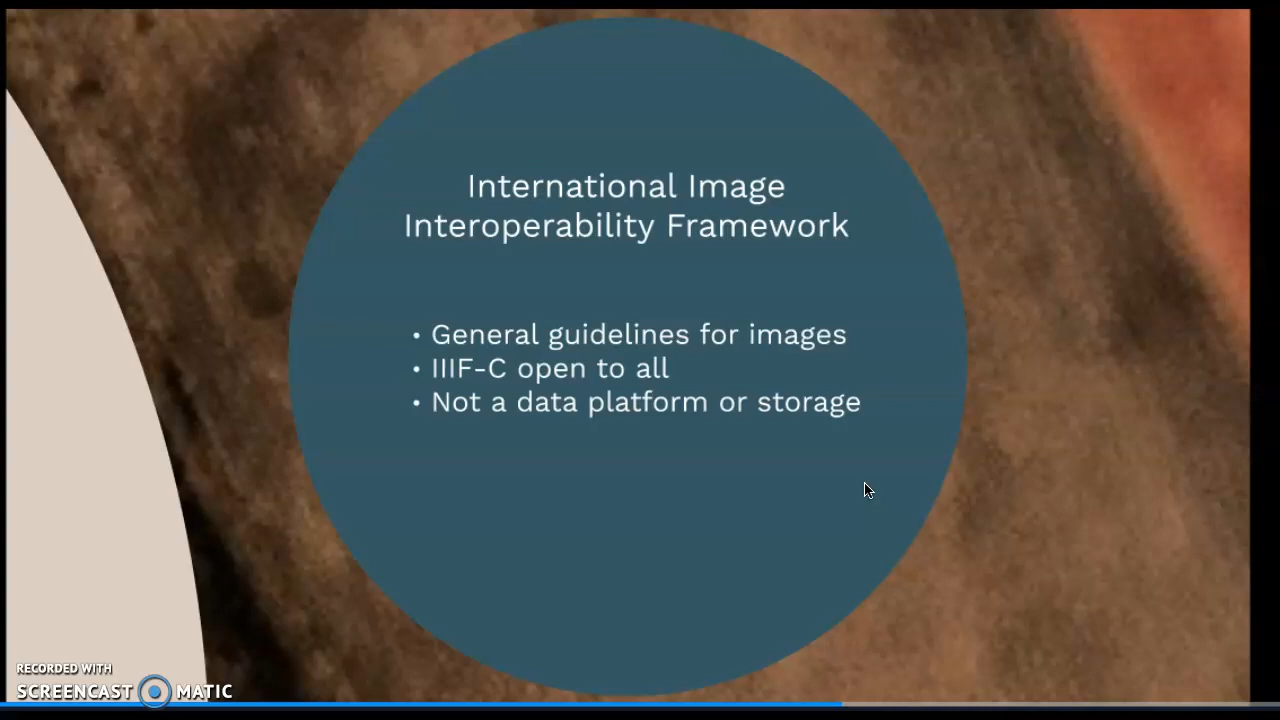 International Image
Interoperability Framework
• General guidelines for images
• IIIF-C open to all
• Not a data platform or storage
RECORDED WITH
SCREENCAST MATIC